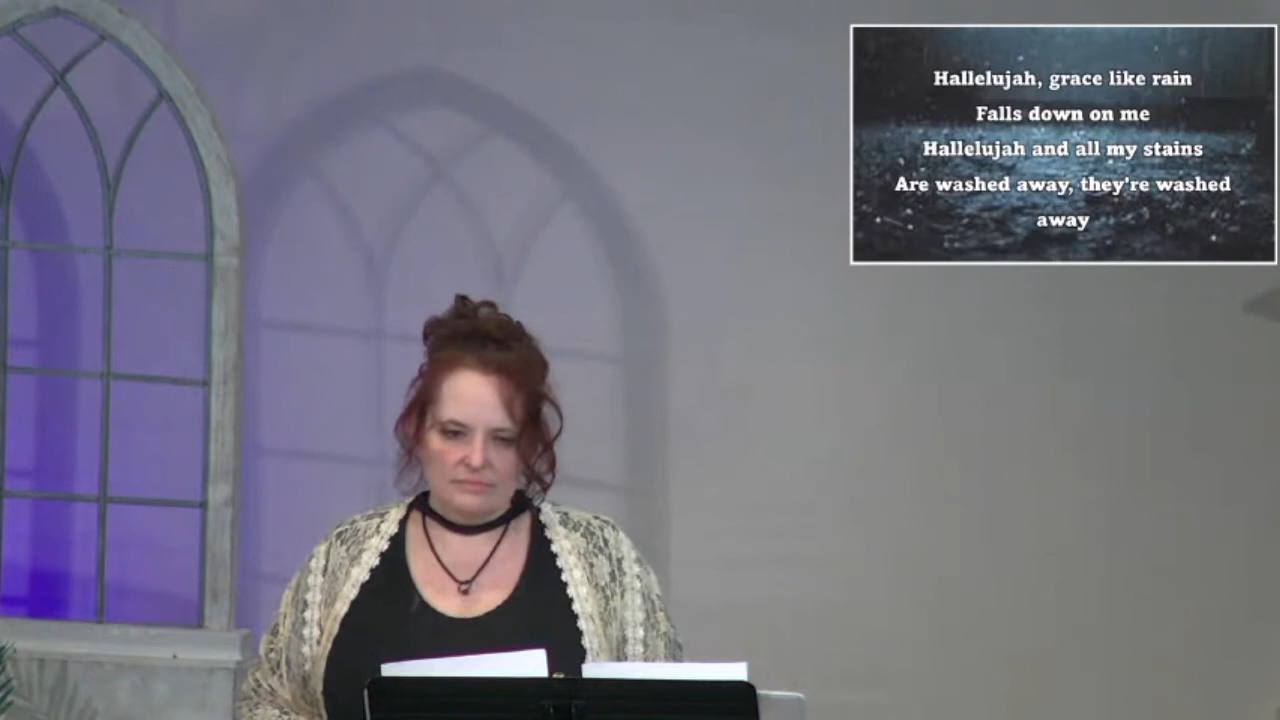 Hallelujah, grace like rain
Falls down on me
Hallelujah and all my stains
Are washed away, they're washed
away